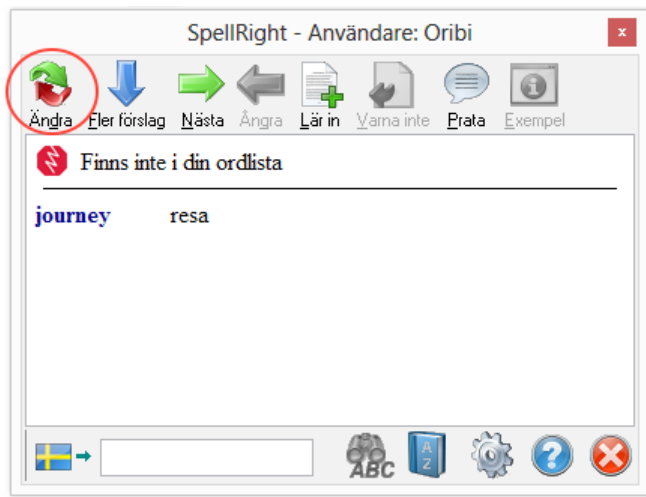 SpellRight - Användare: Oribi
x
Ändra Fler förslag Nästa Ångra Lär in Varna inte Prata Exempel
Finns inte i din ordlista
journey resa
ABC
A
Z